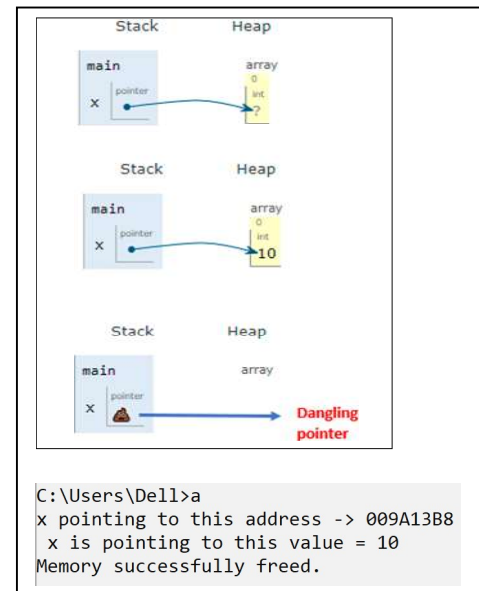 Stack Heap
main array
0
pointer int
x ?
Stack Heap
main array
0
pointer int
x 10
Stack Heap
main array
pointer
x Dangling
pointer
C:\Users\Dell>a
x pointing to this address -> 009A13B8
x is pointing to this value = 10
Memory successfully freed.